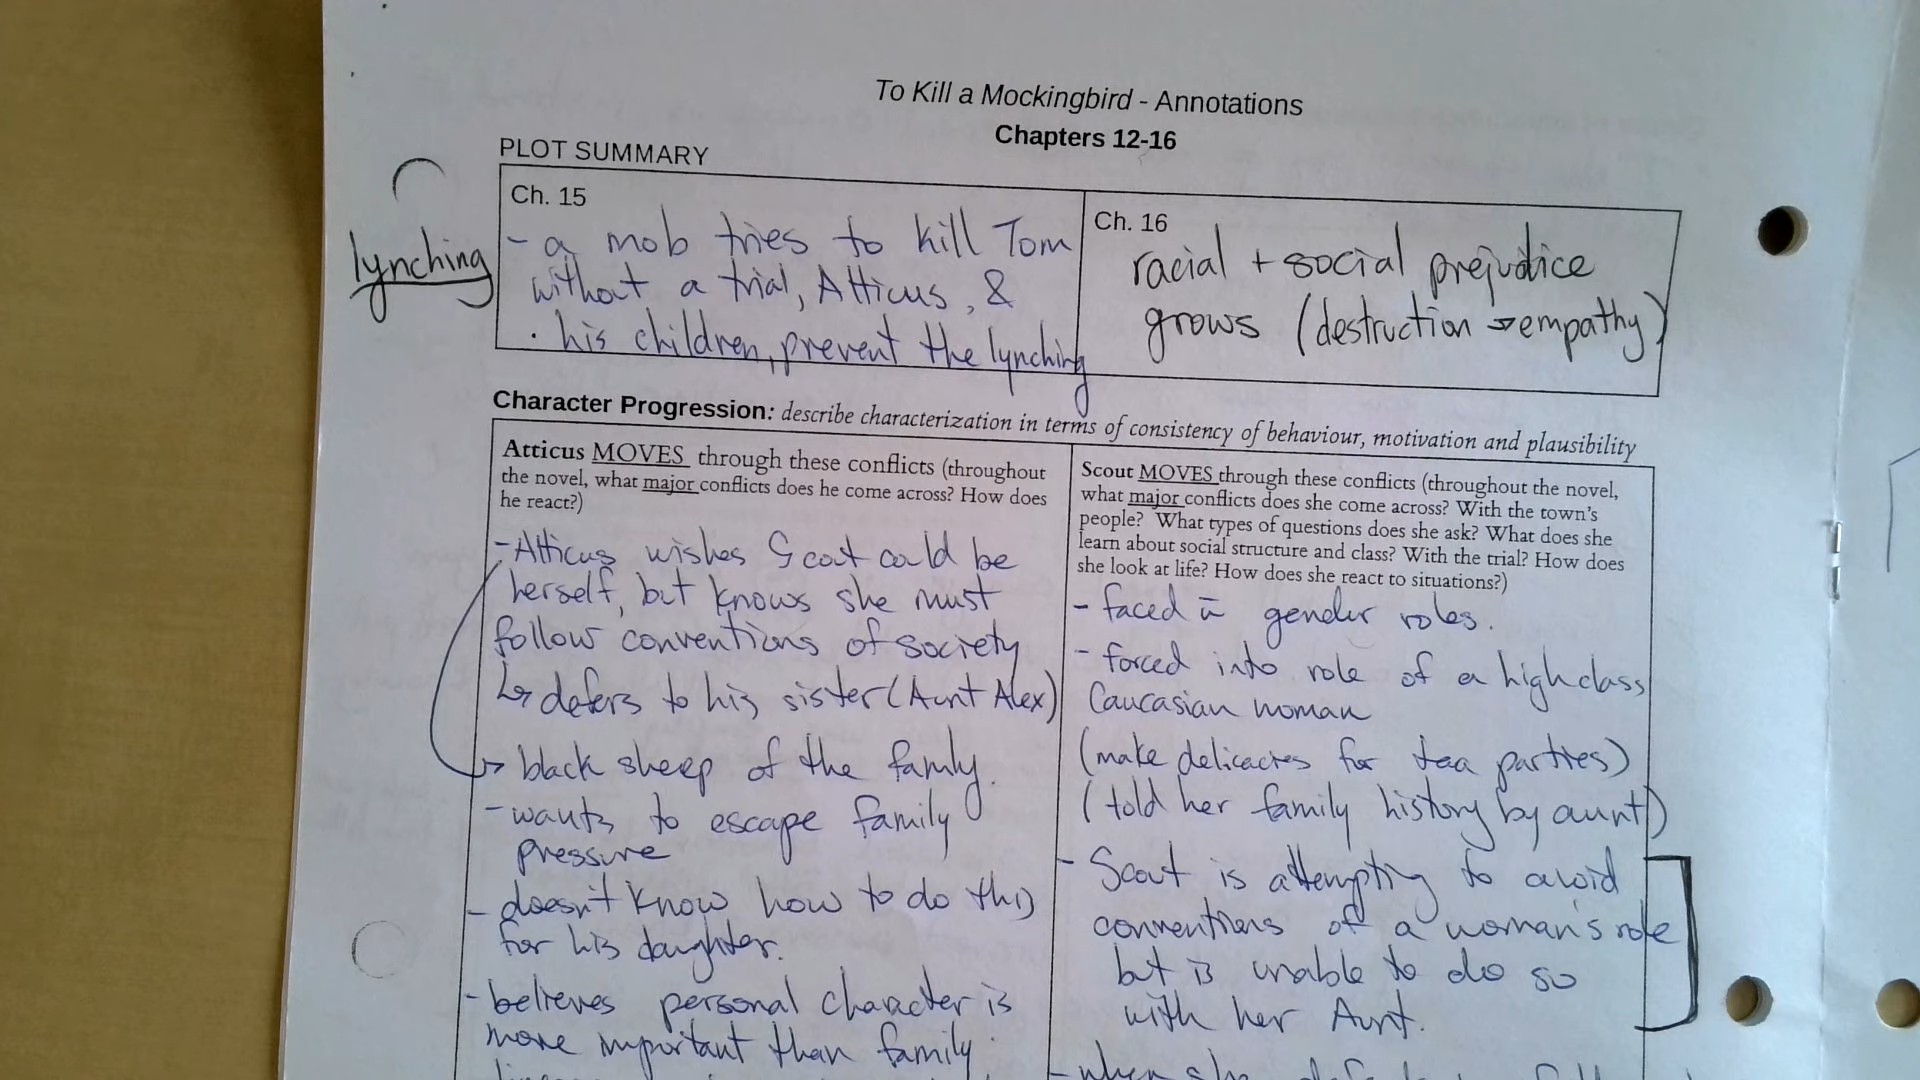 To Kill a Mockingbird - Annotations
Chapters 12-16
PLOT SUMMARY
lynching
Ch. 15
- a mob tries to kill Tom
without a trial, Atticus, &
· his children, prevent the lynching
Ch. 16
racial + social prejudice
grows (destruction → empathy)
Character Progression: describe characterization in terms of consistency of behaviour, motivation and plausibility
Atticus MOVES through these conflicts (throughout
the novel, what major conflicts does he come across? How does
he react?)
- Atticus wishes Scout could be
herself, but knows she must
follow conventions of society
↳ defers to his sister (Aunt Alex)
→ black sheep of the family.
- wants to escape family
pressure
- doesn't know how to do this
for his daughter.
- believes personal character is
more important than family
Scout MOVES through these conflicts (throughout the novel,
what major conflicts does she come across? With the town's
people? What types of questions does she ask? What does she
learn about social structure and class? With the trial? How does
she look at life? How does she react to situations?)
- faced c̄ gender roles.
- forced into role of a high class
Caucasian woman
(make delicacies for tea parties)
(told her family history by aunt)
- Scout is attempting to avoid
conventions of a woman's role
but is unable to do so
with her Aunt.
- when she